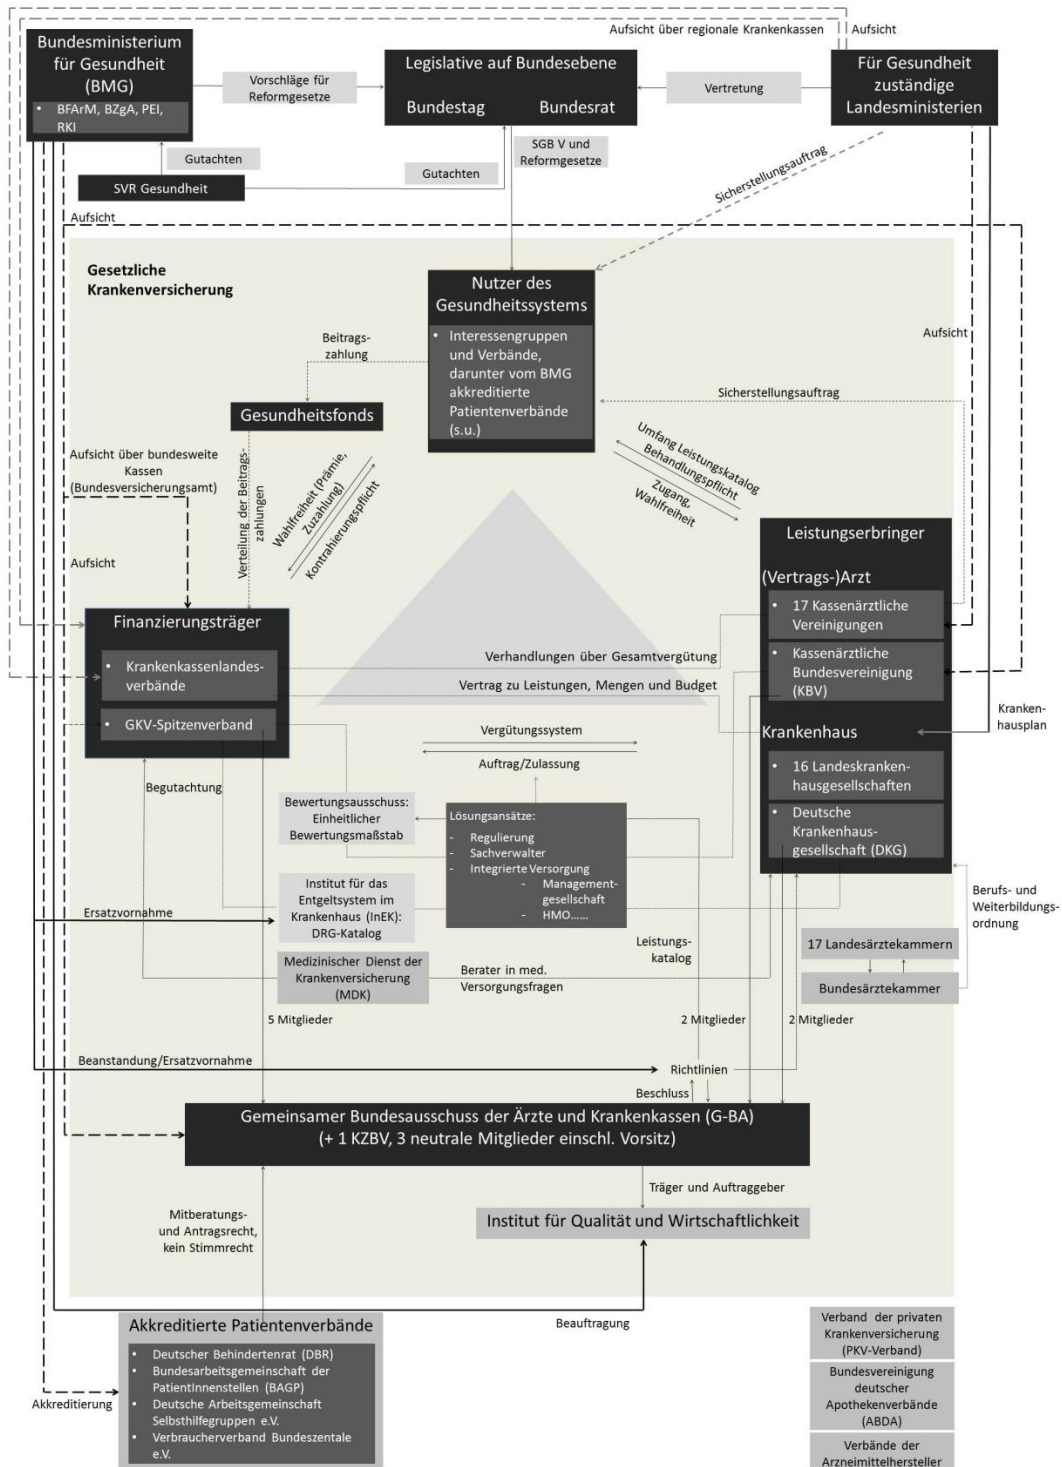 Aufsicht über regionale Krankenkassen
Aufsicht
Bundesministerium
für Gesundheit
(BMG)
• BFArM, BZgA, PEI,
RKI
Vorschläge für
Reformgesetze
Legislative auf Bundesebene
Bundestag Bundesrat
Vertretung
Für Gesundheit
zuständige
Landesministerien
Gutachten
SVR Gesundheit
Gutachten
SGB V und
Reformgesetze
Sicherstellungsauftrag
Aufsicht
Gesetzliche
Krankenversicherung
Nutzer des
Gesundheitssystems
• Interessengruppen
und Verbände,
darunter vom BMG
akkreditierte
Patientenverbände
(s.u.)
Beitrags-
zahlung
Aufsicht
Sicherstellungsauftrag
Gesundheitsfonds
Aufsicht über bundesweite
Kassen
(Bundesversicherungsamt)
Verteilung der Beitrags-
zahlungen
Wahlfreiheit (Prämie,
Zuzahlung)
Kontrahierungspflicht
Umfang Leistungskatalog
Behandlungspflicht
Zugang,
Wahlfreiheit
Aufsicht
Leistungserbringer
(Vertrags-)Arzt
• 17 Kassenärztliche
Vereinigungen
• Kassenärztliche
Bundesvereinigung
(KBV)
Krankenhaus
• 16 Landeskranken-
hausgesellschaften
• Deutsche
Krankenhaus-
gesellschaft (DKG)
Kranken-
hausplan
Finanzierungsträger
• Krankenkassenlandes-
verbände
• GKV-Spitzenverband
Verhandlungen über Gesamtvergütung
Vertrag zu Leistungen, Mengen und Budget
Vergütungssystem
Auftrag/Zulassung
Begutachtung
Bewertungsausschuss:
Einheitlicher
Bewertungsmaßstab
Lösungsansätze:
- Regulierung
- Sachverwalter
- Integrierte Versorgung
- Management-
gesellschaft
- HMO......
Institut für das
Entgeltsystem im
Krankenhaus (InEK):
DRG-Katalog
Ersatzvornahme
Leistungs-
katalog
Berufs- und
Weiterbildungs-
ordnung
17 Landesärztekammern
Bundesärztekammer
Medizinischer Dienst der
Krankenversicherung
(MDK)
Berater in med.
Versorgungsfragen
5 Mitglieder
2 Mitglieder
2 Mitglieder
Beanstandung/Ersatzvornahme
Richtlinien
Beschluss
Gemeinsamer Bundesausschuss der Ärzte und Krankenkassen (G-BA)
(+ 1 KZBV, 3 neutrale Mitglieder einschl. Vorsitz)
Träger und Auftraggeber
Mitberatungs-
und Antragsrecht,
kein Stimmrecht
Institut für Qualität und Wirtschaftlichkeit
Beauftragung
Akkreditierung
Akkreditierte Patientenverbände
• Deutscher Behindertenrat (DBR)
• Bundesarbeitsgemeinschaft der
PatientInnenstellen (BAGP)
• Deutsche Arbeitsgemeinschaft
Selbsthilfegruppen e.V.
• Verbraucherverband Bundeszentale
e.V.
Verband der privaten
Krankenversicherung
(PKV-Verband)
Bundesvereinigung
deutscher
Apothekenverbände
(ABDA)
Verbände der
Arzneimittelhersteller